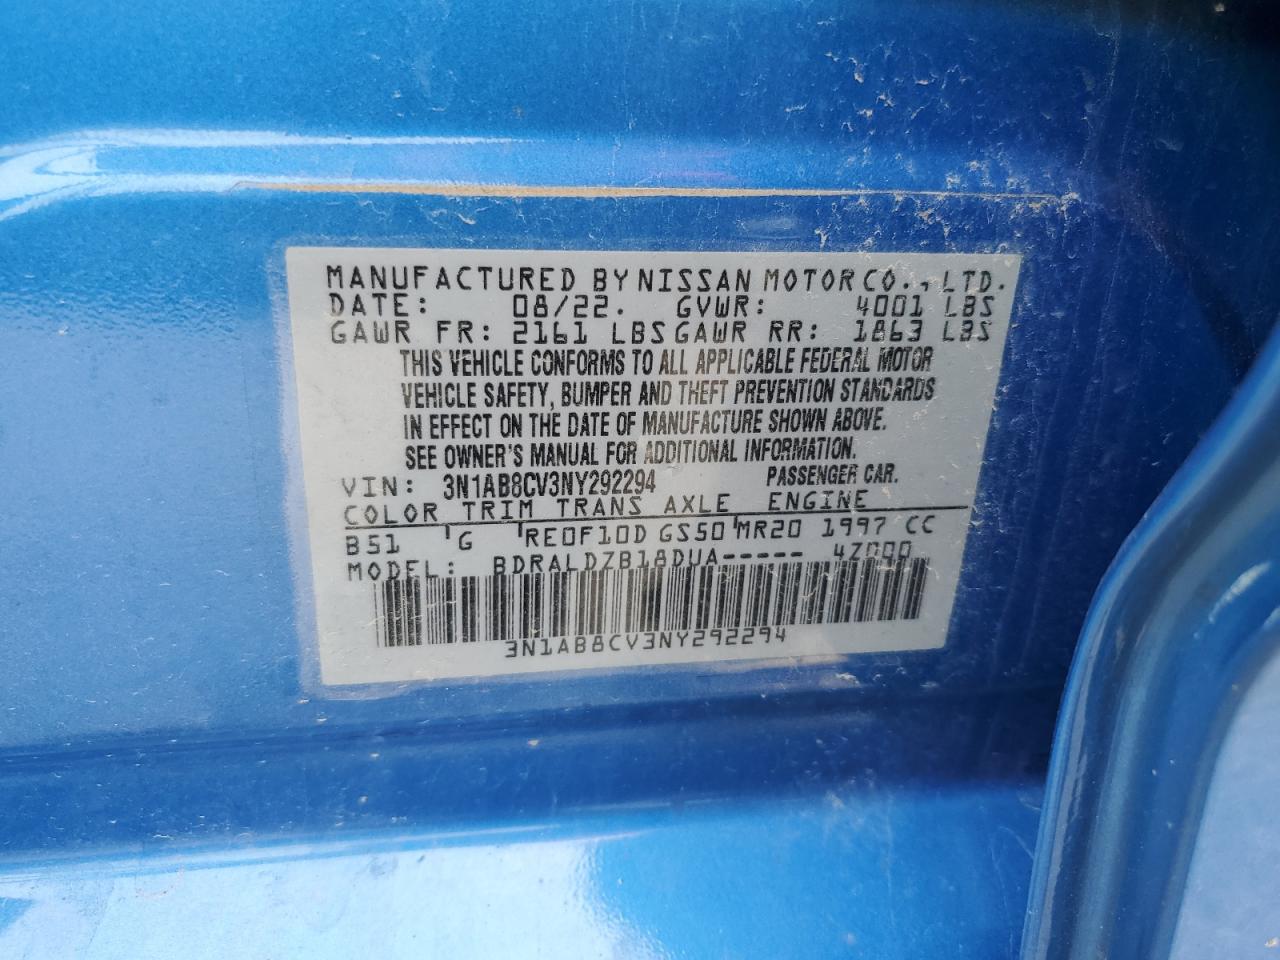 MANUFACTURED BY NISSAN MOTOR CO., LTD.
DATE: 08/22. GVWR: 4001 LBS
GAWR FR: 2161 LBS GAWR RR: 1863 LBS
THIS VEHICLE CONFORMS TO ALL APPLICABLE FEDERAL MOTOR
VEHICLE SAFETY, BUMPER AND THEFT PREVENTION STANDARDS
IN EFFECT ON THE DATE OF MANUFACTURE SHOWN ABOVE.
SEE OWNER'S MANUAL FOR ADDITIONAL INFORMATION.
VIN: 3N1AB8CV3NY292294 PASSENGER CAR.
COLOR TRIM TRANS AXLE ENGINE
B51 G RE0F10D GS50 MR20 1997 CC
MODEL: BDRALDZB18DUA----- 4Z000
3N1AB8CV3NY292294